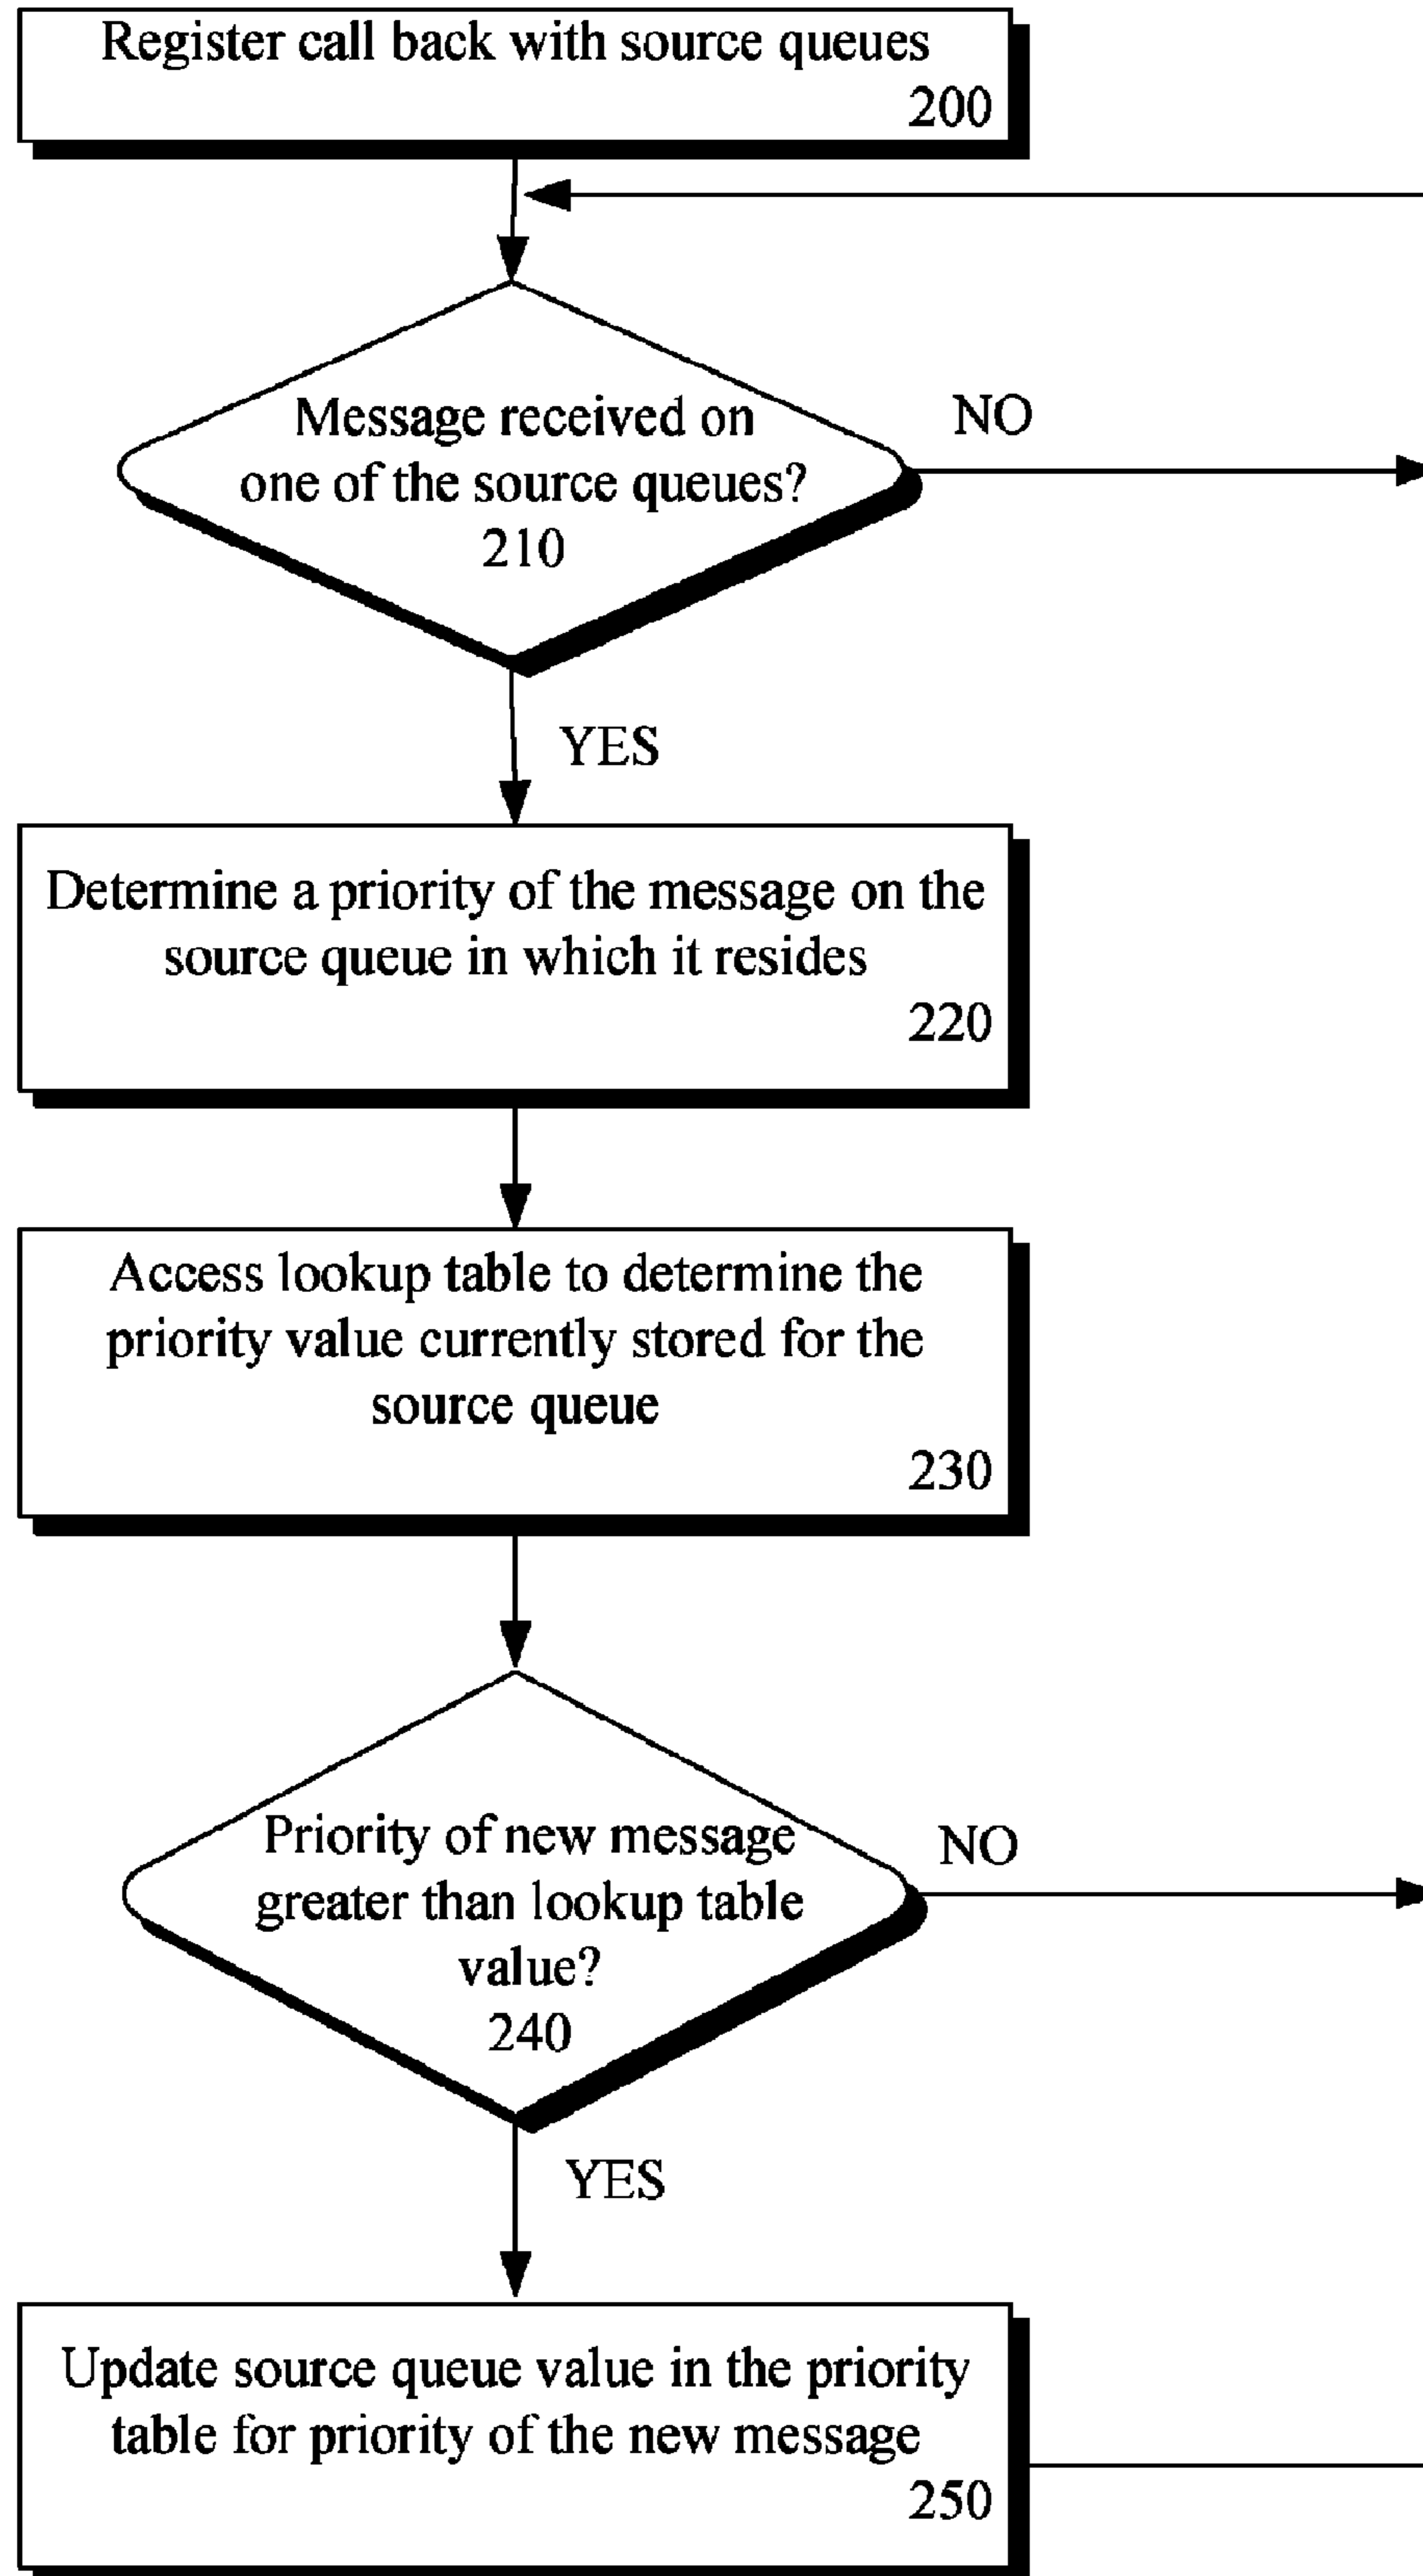 Register call back with source queues
200
Message received on
one of the source queues?
210
NO
YES
Determine a priority of the message on the
source queue in which it resides
220
Access lookup table to determine the
priority value currently stored for the
source queue
230
Priority of new message
greater than lookup table
value?
240
NO
YES
Update source queue value in the priority
table for priority of the new message
250